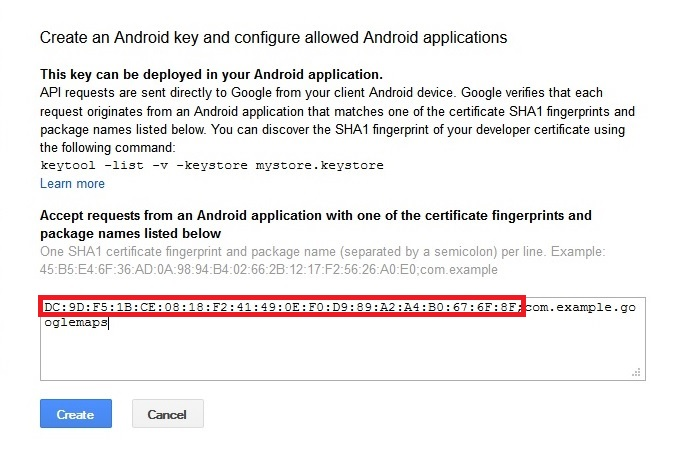 Create an Android key and configure allowed Android applications
This key can be deployed in your Android application.
API requests are sent directly to Google from your client Android device. Google verifies that each
request originates from an Android application that matches one of the certificate SHA1 fingerprints and
package names listed below. You can discover the SHA1 fingerprint of your developer certificate using
the following command:
keytool -list -v -keystore mystore.keystore
Learn more
Accept requests from an Android application with one of the certificate fingerprints and
package names listed below
One SHA1 certificate fingerprint and package name (separated by a semicolon) per line. Example:
45:B5:E4:6F:36:AD:0A:98:94:B4:02:66:2B:12:17:F2:56:26:A0:E0;com.example
DC:9D:F5:1B:CE:08:18:F2:41:49:0E:F0:D9:89:A2:A4:B0:67:6F:8F;com.example.go
oglemaps
Create
Cancel